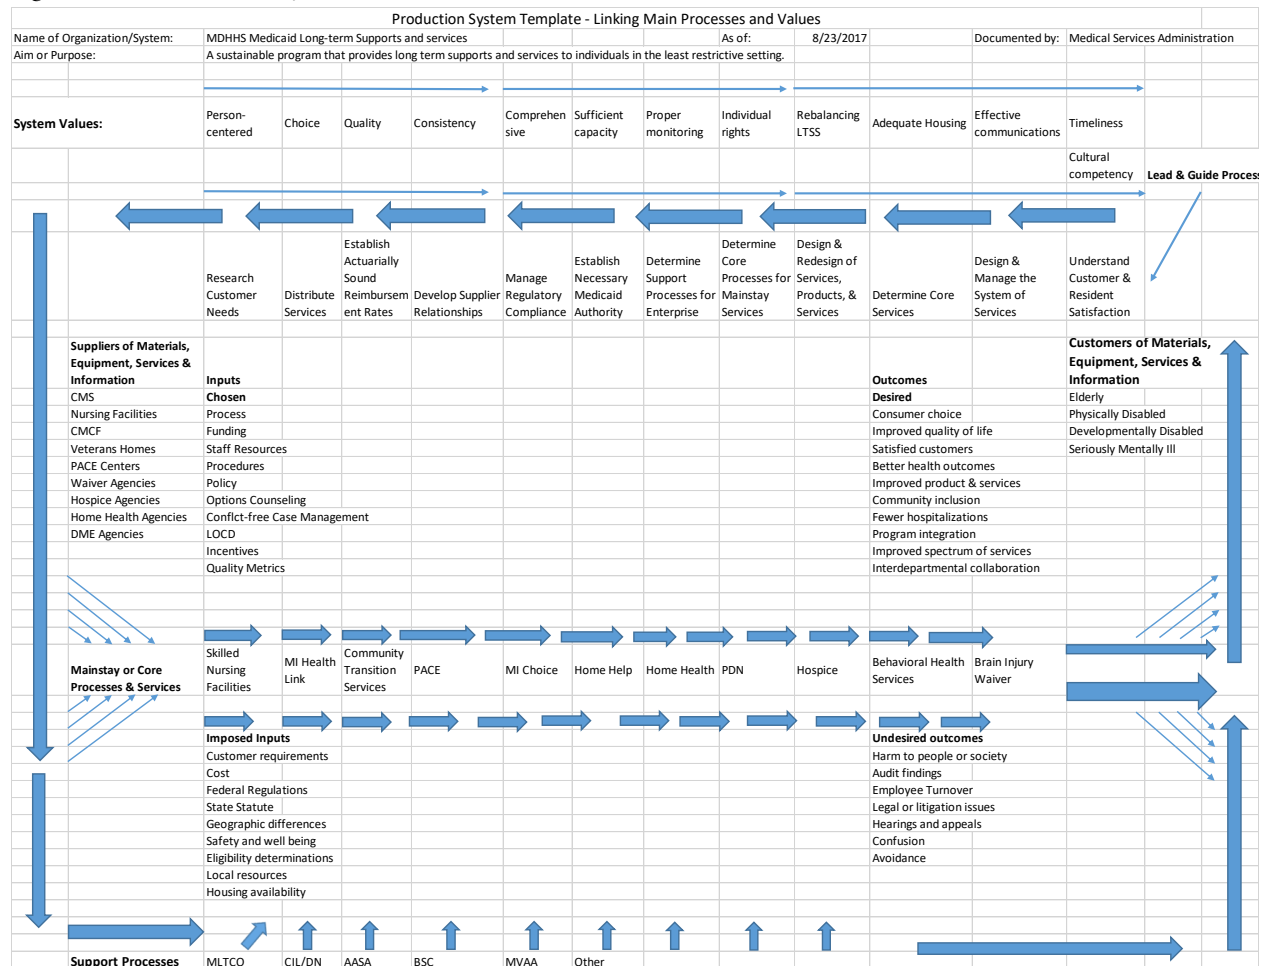 Production System Template - Linking Main Processes and Values
Name of Organization/System: MDHHS Medicaid Long-term Supports and services As of: 8/23/2017 Documented by: Medical Services Administration
Aim or Purpose: A sustainable program that provides long term supports and services to individuals in the least restrictive setting.
System Values:
Person-
centered
Choice
Quality
Consistency
Comprehen
sive
Sufficient
capacity
Proper
monitoring
Individual
rights
Rebalancing
LTSS
Adequate Housing
Effective
communications
Timeliness
Cultural
competency
Lead & Guide Process
Research
Customer
Needs
Distribute
Services
Establish
Actuarially
Sound
Reimbursem
ent Rates
Develop Supplier
Relationships
Manage
Regulatory
Compliance
Establish
Necessary
Medicaid
Authority
Determine
Support
Processes for
Enterprise
Determine
Core
Processes for
Mainstay
Services
Design &
Redesign of
Services,
Products, &
Services
Determine Core
Services
Design &
Manage the
System of
Services
Understand
Customer &
Resident
Satisfaction
Suppliers of Materials,
Equipment, Services &
Information
CMS
Nursing Facilities
CMCF
Veterans Homes
PACE Centers
Waiver Agencies
Hospice Agencies
Home Health Agencies
DME Agencies
Inputs
Chosen
Process
Funding
Staff Resources
Procedures
Policy
Options Counseling
Conflct-free Case Management
LOCD
Incentives
Quality Metrics
Outcomes
Desired
Consumer choice
Improved quality of life
Satisfied customers
Better health outcomes
Improved product & services
Community inclusion
Fewer hospitalizations
Program integration
Improved spectrum of services
Interdepartmental collaboration
Customers of Materials,
Equipment, Services &
Information
Elderly
Physically Disabled
Developmentally Disabled
Seriously Mentally Ill
Mainstay or Core
Processes & Services
Skilled
Nursing
Facilities
MI Health
Link
Community
Transition
Services
PACE
MI Choice
Home Help
Home Health
PDN
Hospice
Behavioral Health
Services
Brain Injury
Waiver
Imposed Inputs
Customer requirements
Cost
Federal Regulations
State Statute
Geographic differences
Safety and well being
Eligibility determinations
Local resources
Housing availability
Undesired outcomes
Harm to people or society
Audit findings
Employee Turnover
Legal or litigation issues
Hearings and appeals
Confusion
Avoidance
Support Processes MLTCO CIL/DN AASA BSC MVAA Other